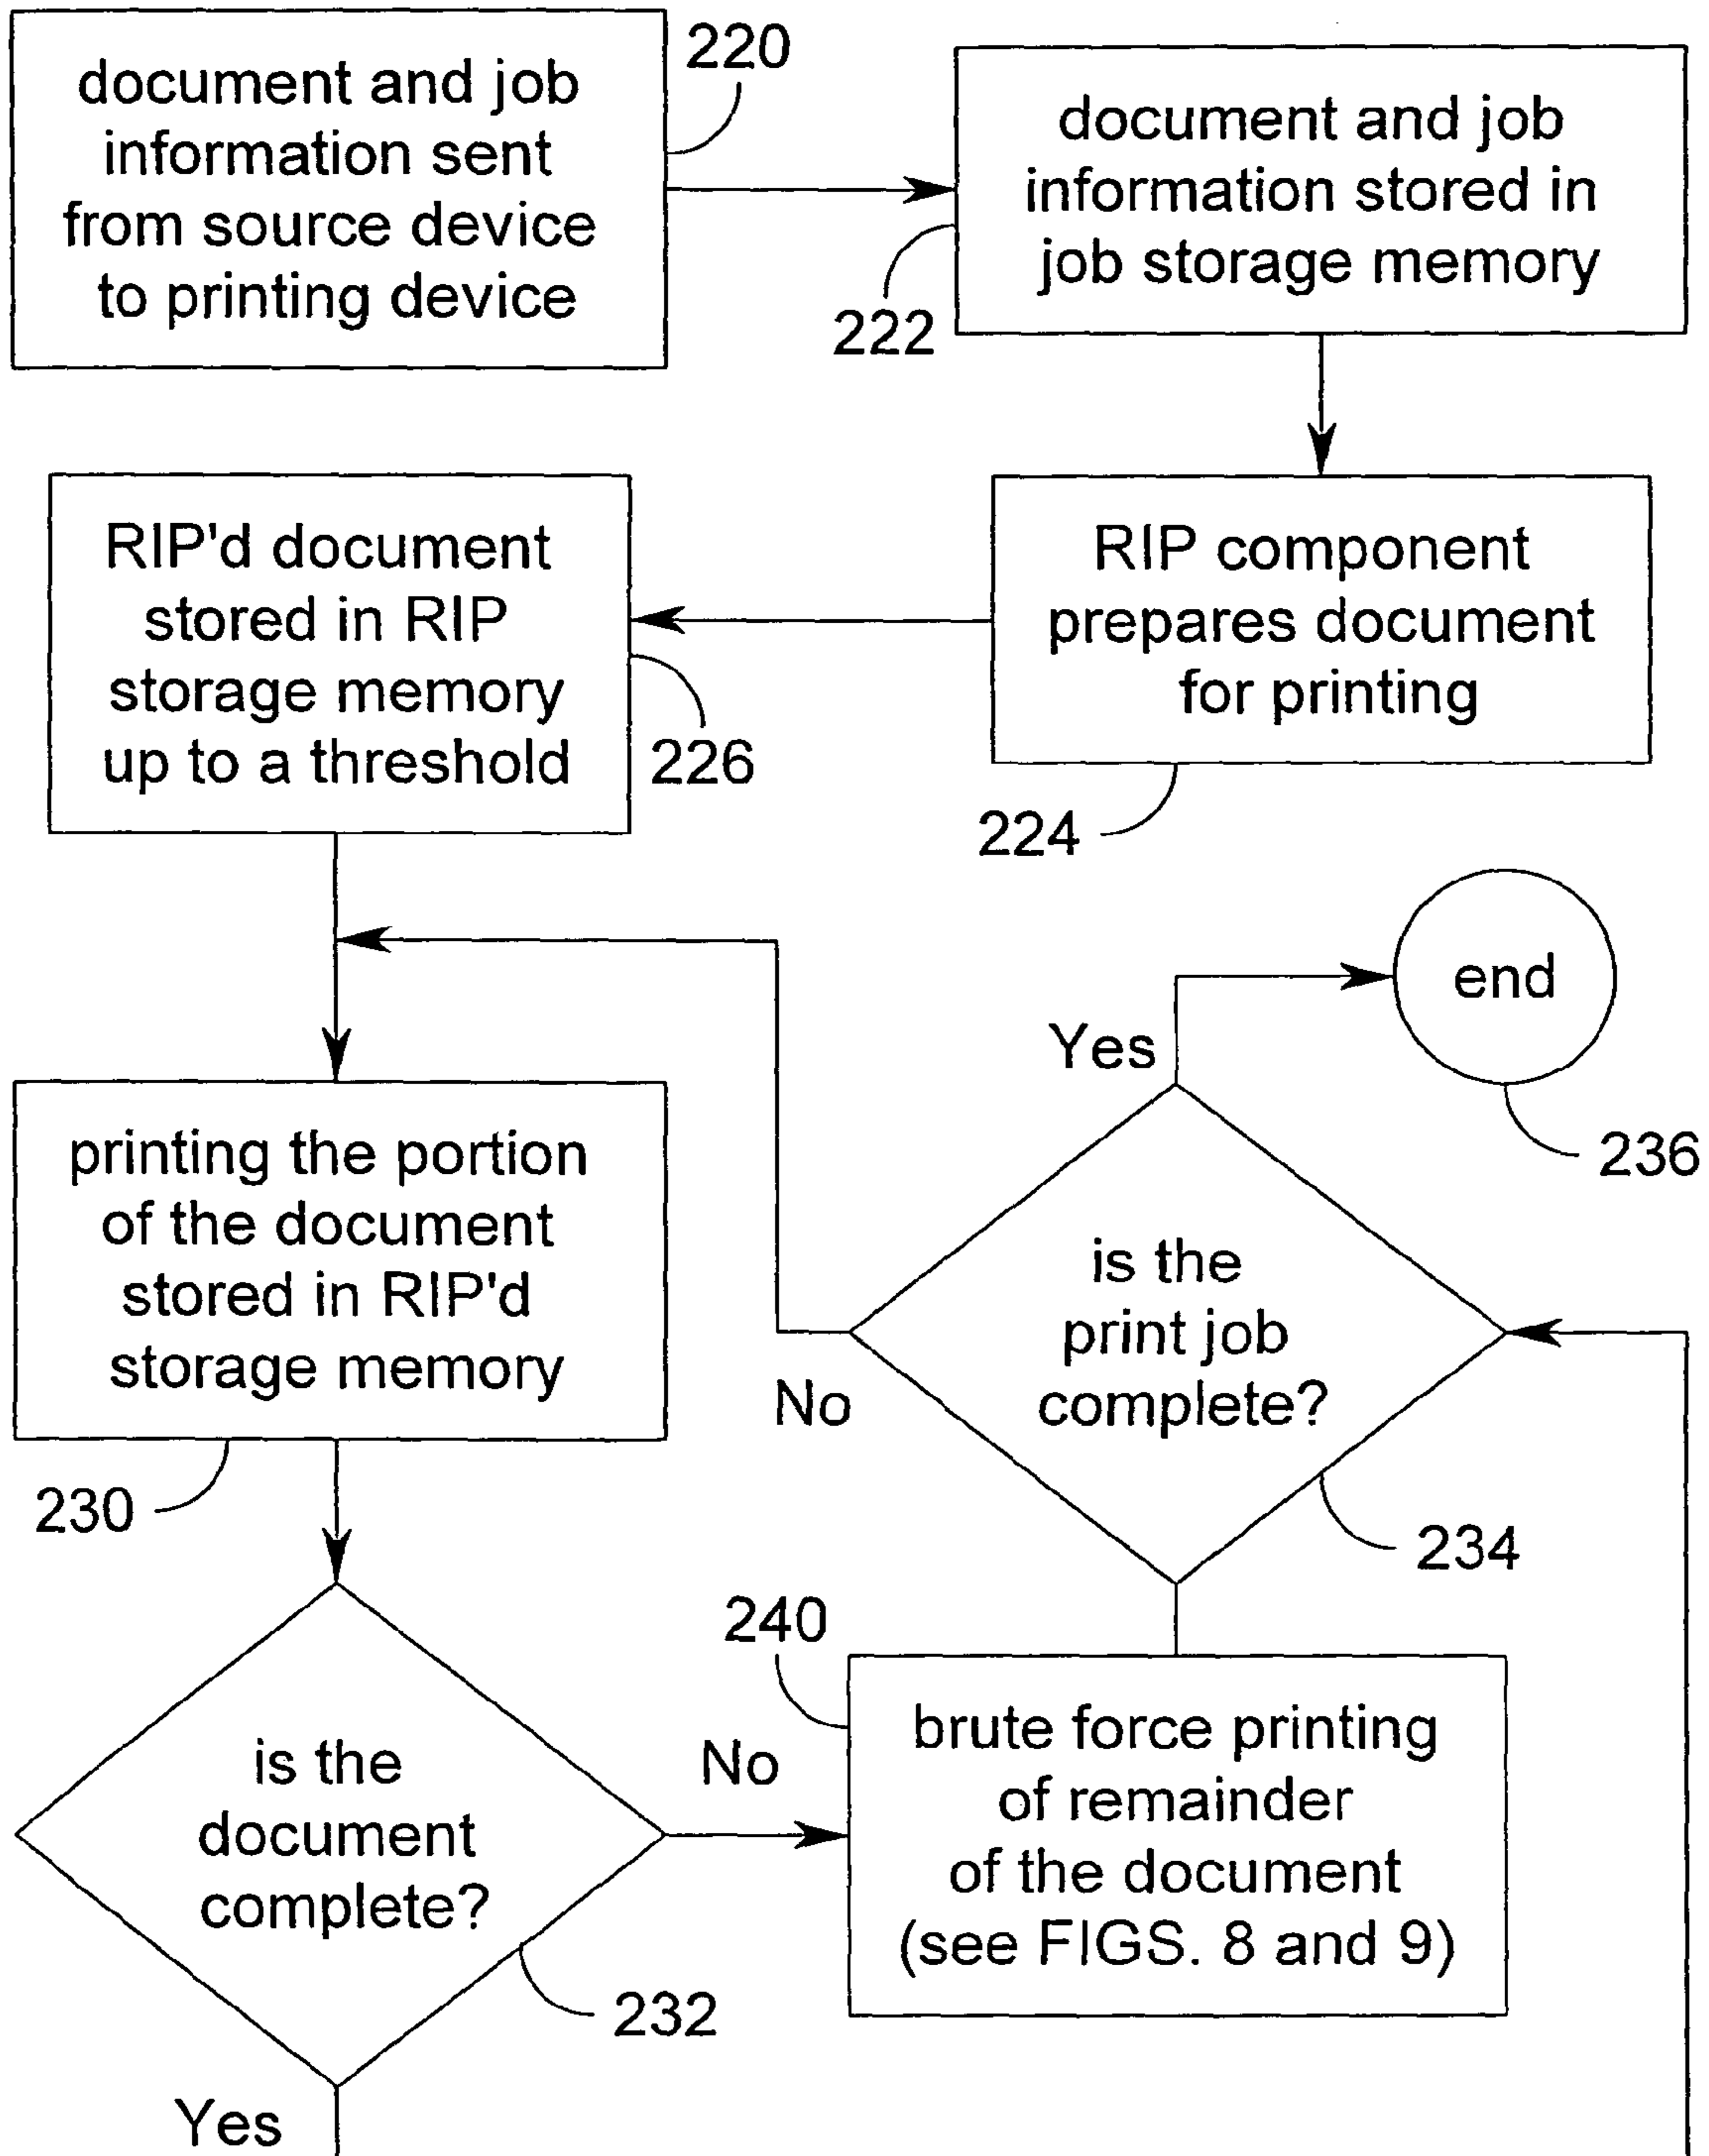 document and job
information sent
from source device
to printing device
220
document and job
information stored in
job storage memory
222
RIP component
prepares document
for printing
224
RIP'd document
stored in RIP
storage memory
up to a threshold
226
printing the portion
of the document
stored in RIP'd
storage memory
230
is the
document
complete?
232
Yes
No
240
brute force printing
of remainder
of the document
(see FIGS. 8 and 9)
is the
print job
complete?
234
No
Yes
end
236